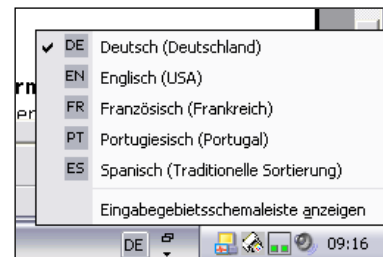 DE Deutsch (Deutschland)
EN Englisch (USA)
FR Französisch (Frankreich)
PT Portugiesisch (Portugal)
ES Spanisch (Traditionelle Sortierung)
Eingabegebietsschemaleiste anzeigen
DE 09:16